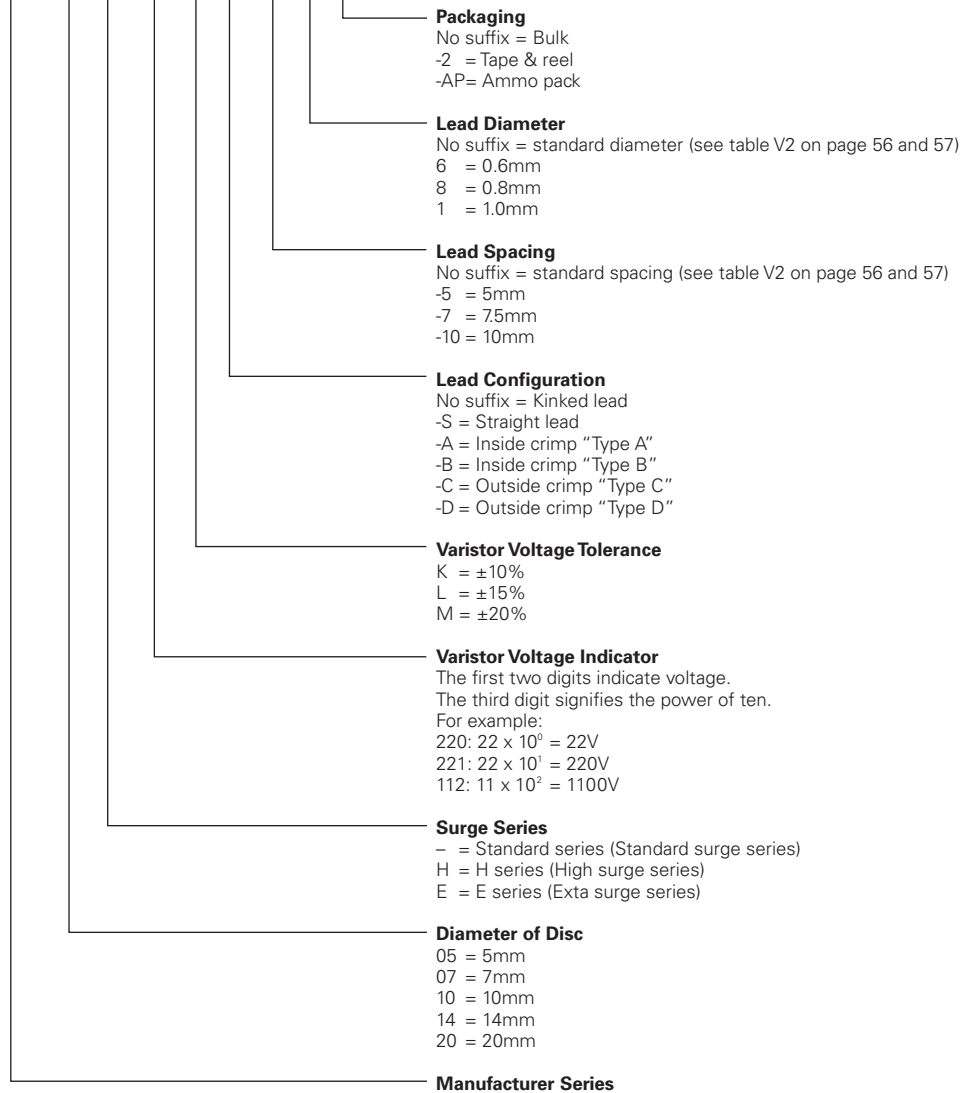 Packaging
No suffix = Bulk
-2 = Tape & reel
-AP= Ammo pack
Lead Diameter
No suffix = standard diameter (see table V2 on page 56 and 57)
6 = 0.6mm
8 = 0.8mm
1 = 1.0mm
Lead Spacing
No suffix = standard spacing (see table V2 on page 56 and 57)
-5 = 5mm
-7 = 7.5mm
-10 = 10mm
Lead Configuration
No suffix = Kinked lead
-S = Straight lead
-A = Inside crimp “Type A”
-B = Inside crimp “Type B”
-C = Outside crimp “Type C”
-D = Outside crimp “Type D”
Varistor Voltage Tolerance
K = ±10%
L = ±15%
M = ±20%
Varistor Voltage Indicator
The first two digits indicate voltage.
The third digit signifies the power of ten.
For example:
220: 22 x 10⁰ = 22V
221: 22 x 10¹ = 220V
112: 11 x 10² = 1100V
Surge Series
– = Standard series (Standard surge series)
H = H series (High surge series)
E = E series (Exta surge series)
Diameter of Disc
05 = 5mm
07 = 7mm
10 = 10mm
14 = 14mm
20 = 20mm
Manufacturer Series